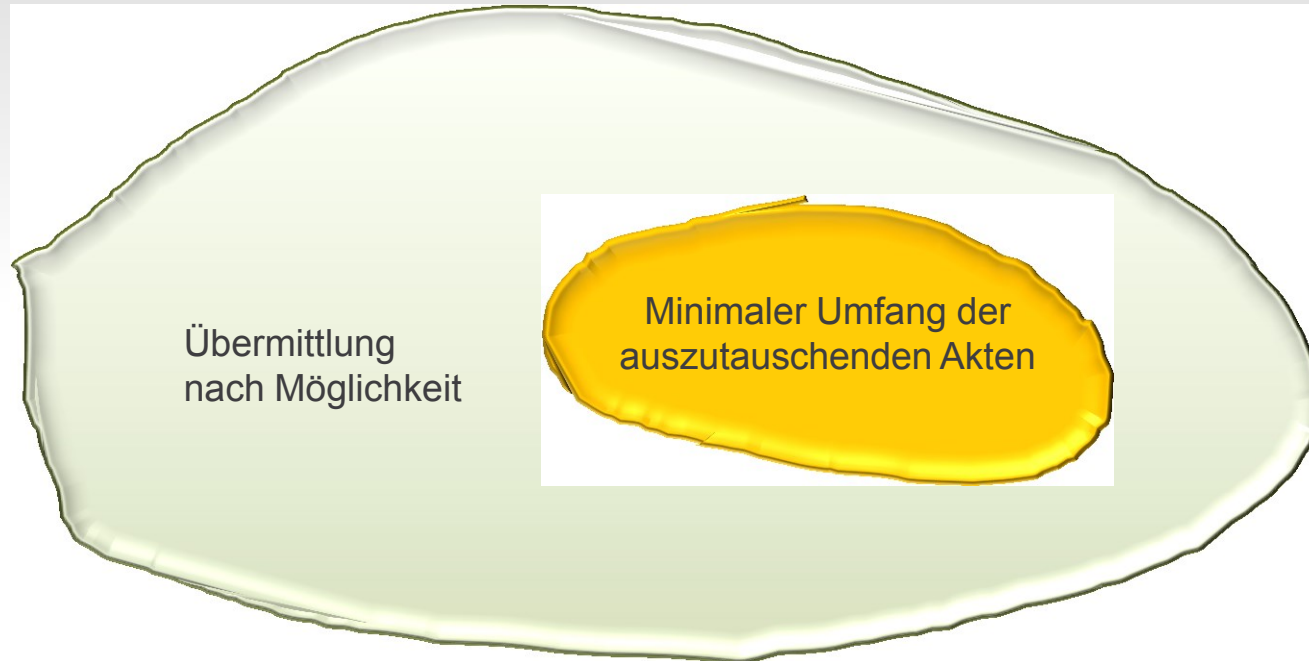 Übermittlung
nach Möglichkeit
Minimaler Umfang der
auszutauschenden Akten